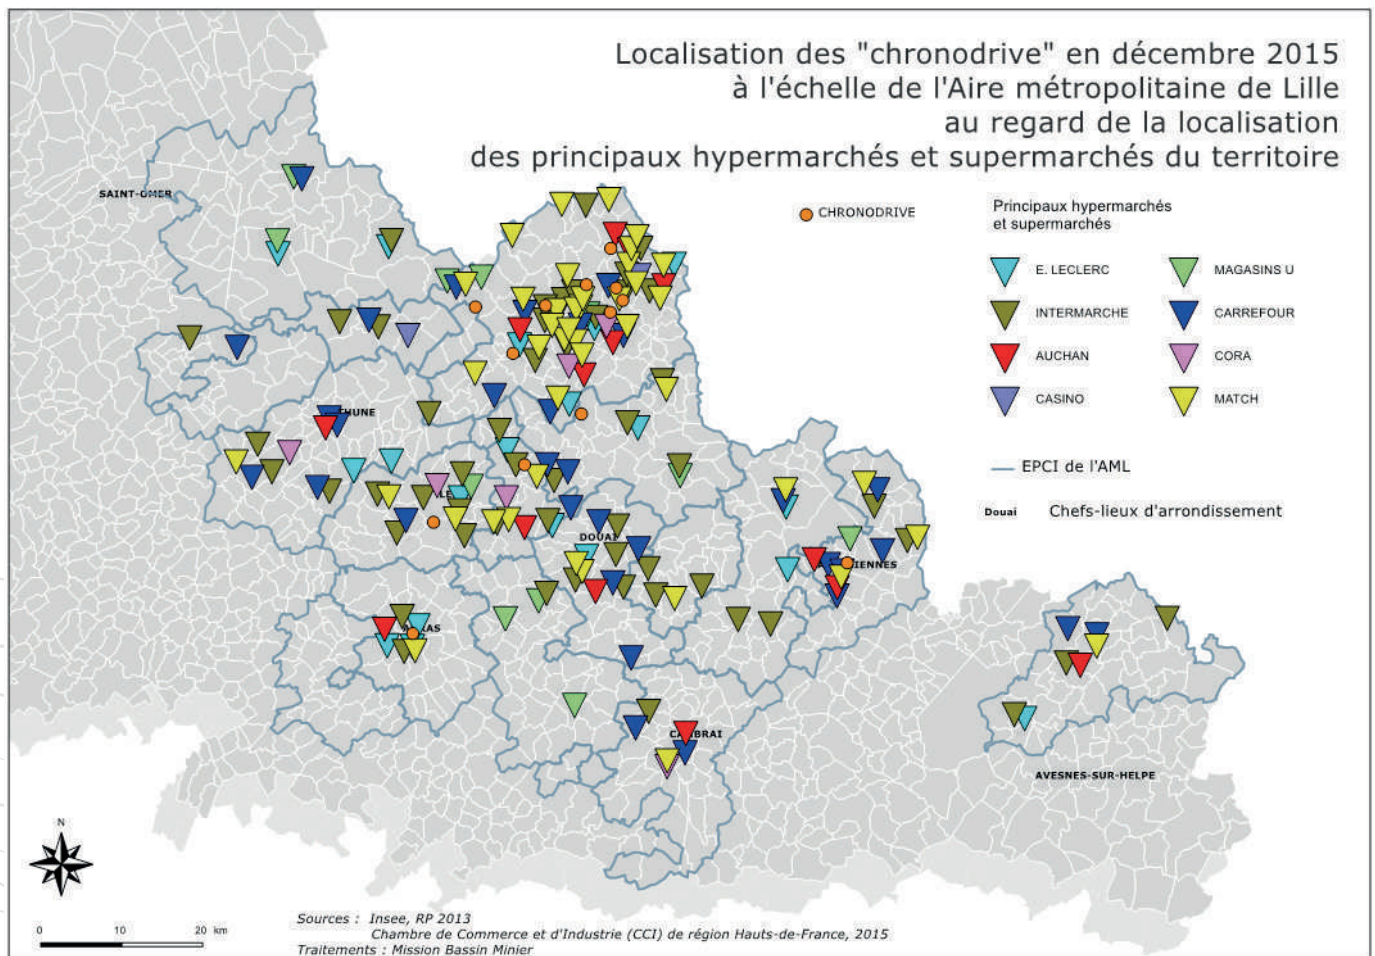 Localisation des "chronodrive" en décembre 2015
à l'échelle de l'Aire métropolitaine de Lille
au regard de la localisation
des principaux hypermarchés et supermarchés du territoire
CHRONODRIVE
Principaux hypermarchés
et supermarchés
E. LECLERC
MAGASINS U
INTERMARCHE
CARREFOUR
AUCHAN
CORA
CASINO
MATCH
EPCI de l'AML
Douai
Chefs-lieux d'arrondissement
SAINT-OMER
DOUAI
AVESNES-SUR-HELPE
N
0 10 20 km
Sources : Insee, RP 2013
Chambre de Commerce et d'Industrie (CCI) de région Hauts-de-France, 2015
Traitements : Mission Bassin Minier